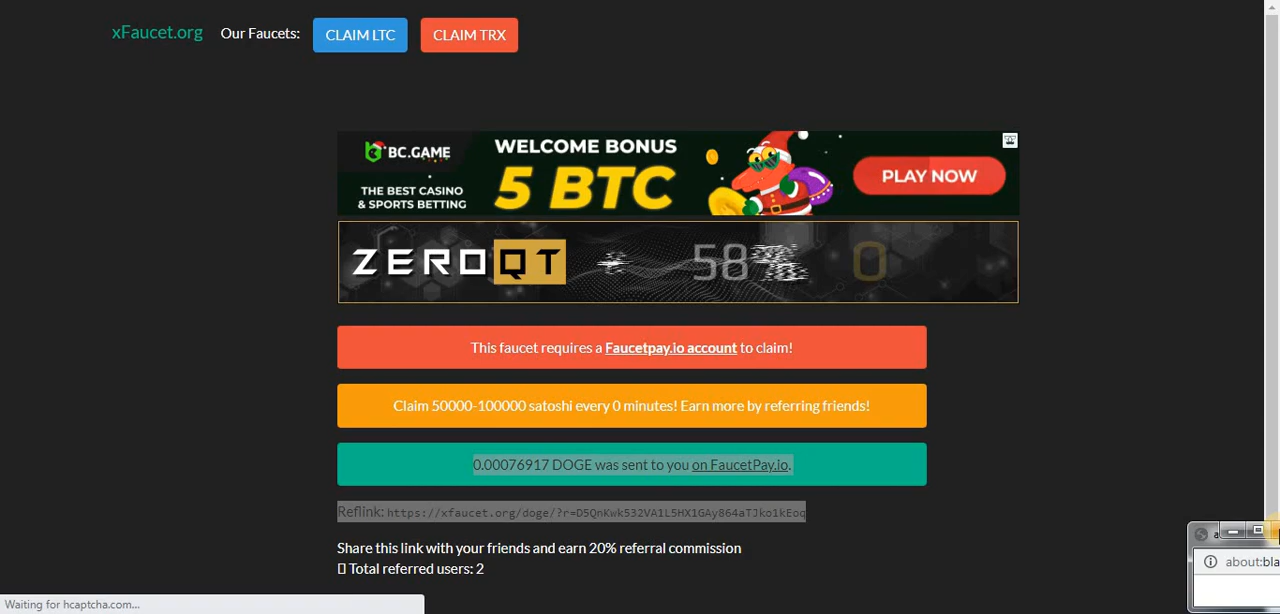 xFaucet.org Our Faucets: CLAIM LTC CLAIM TRX
BC.GAME
THE BEST CASINO
& SPORTS BETTING
WELCOME BONUS
5 BTC
PLAY NOW
ZEROQT 58% 0
This faucet requires a Faucetpay.io account to claim!
Claim 50000-100000 satoshi every 0 minutes! Earn more by referring friends!
0.00076917 DOGE was sent to you on FaucetPay.io.
Reflink: https://xfaucet.org/doge/?r=D5QnKwk532VA1L5HX1GAy864aTJko1kEoq
Share this link with your friends and earn 20% referral commission
Total referred users: 2
a
about:bla
Waiting for hcaptcha.com...